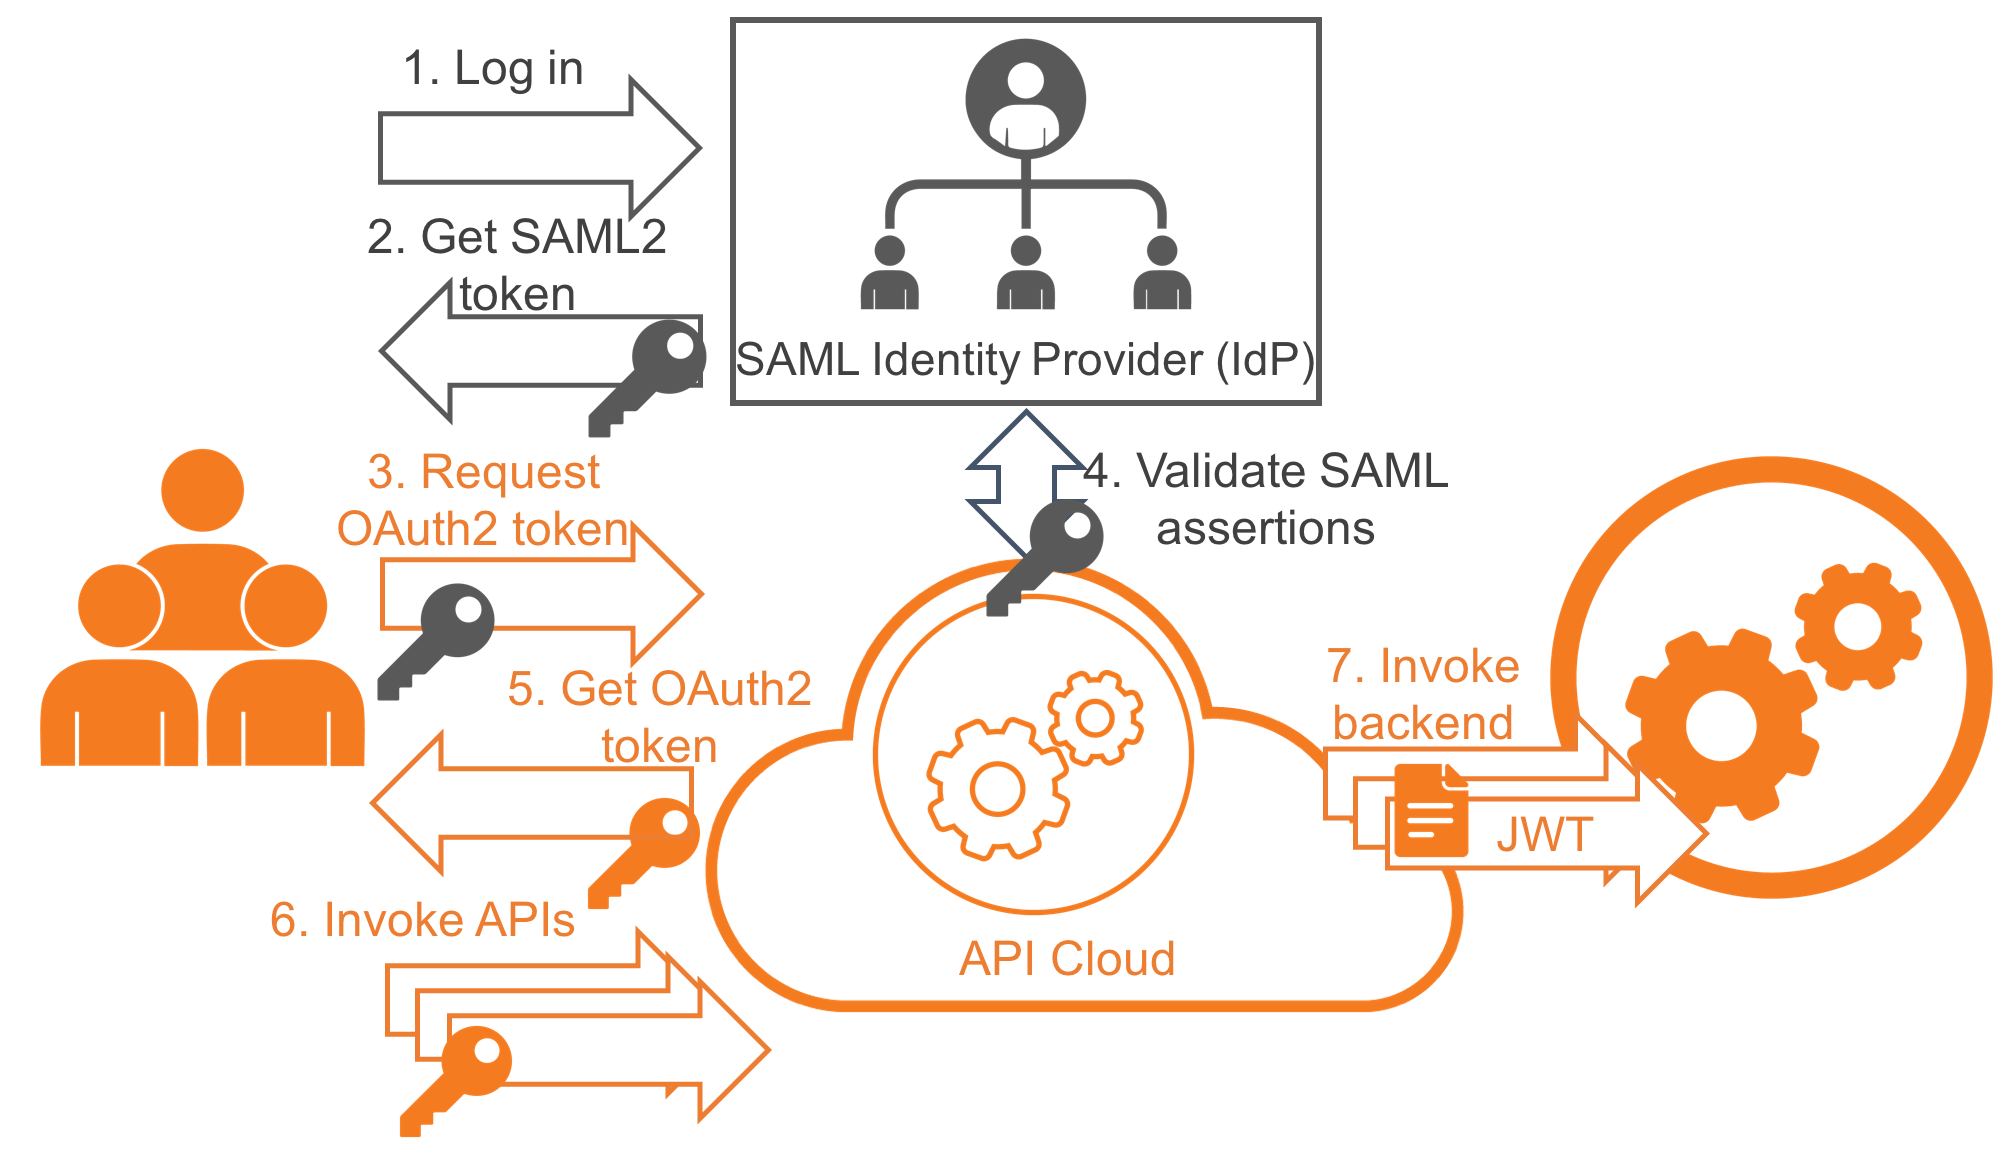 1. Log in
2. Get SAML2
token
SAML Identity Provider (IdP)
3. Request
OAuth2 token
4. Validate SAML
assertions
5. Get OAuth2
token
7. Invoke
backend
JWT
6. Invoke APIs
API Cloud